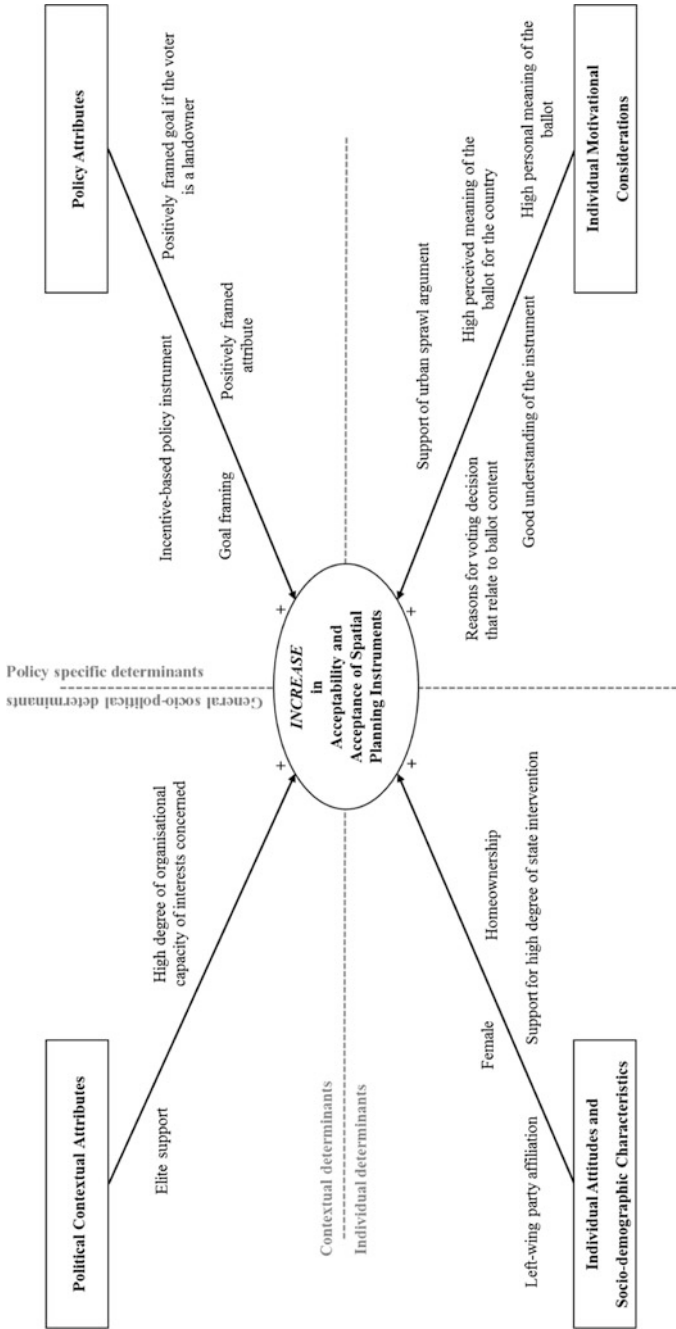 Political Contextual Attributes
Elite support
High degree of organisational
capacity of interests concerned
+
General socio-political determinants
Policy specific determinants
Policy Attributes
Incentive-based policy instrument
Positively framed goal if the voter
is a landowner
Goal framing
Positively framed
attribute
+
Contextual determinants
Individual determinants
INCREASE
in
Acceptability and
Acceptance of Spatial
Planning Instruments
+
Left-wing party affiliation
Female
Homeownership
Support for high degree of state intervention
Individual Attitudes and
Socio-demographic Characteristics
+
Support of urban sprawl argument
Reasons for voting decision
that relate to ballot content
High perceived meaning of the
ballot for the country
Good understanding of the instrument
High personal meaning of the
ballot
Individual Motivational
Considerations